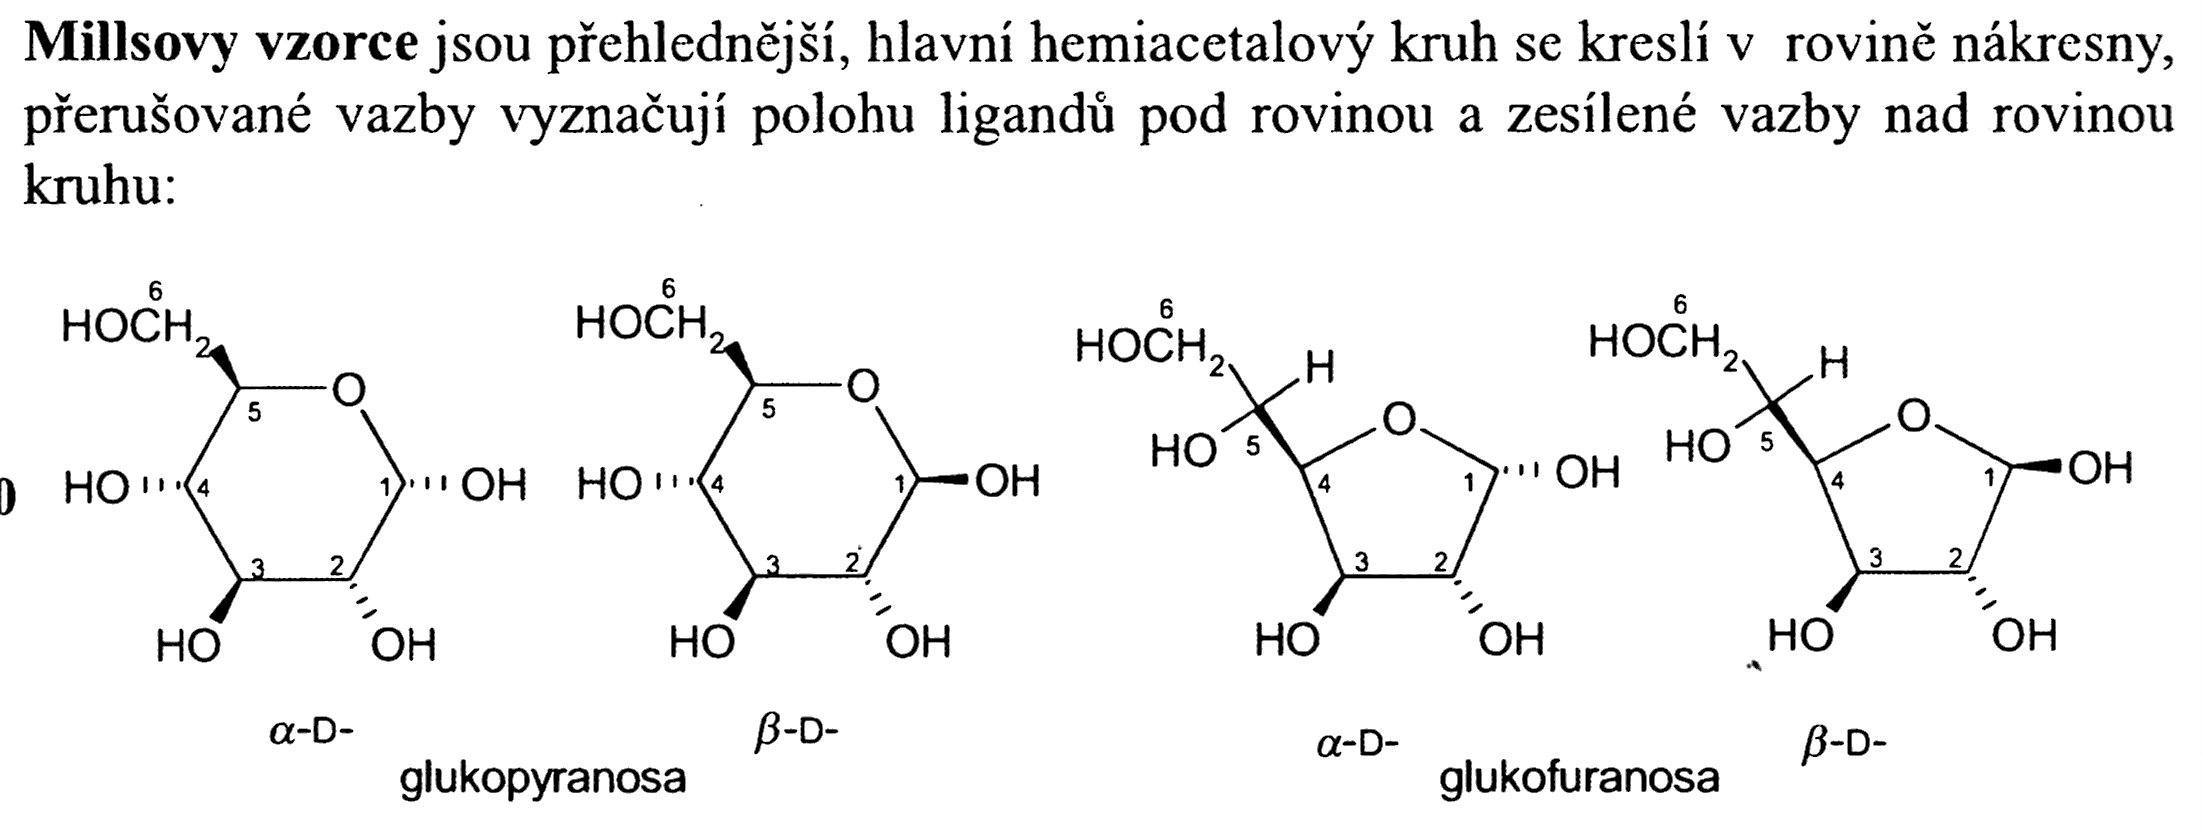 Millsovy vzorce jsou přehlednější, hlavní hemiacetalový kruh se kreslí v rovině nákresny,
přerušované vazby vyznačují polohu ligandů pod rovinou a zesílené vazby nad rovinou
kruhu:
6 6 6 6
HOCH2 HOCH2 HOCH2 H HOCH2 H
O O O O
5 5 HO 5 HO 5
HO 4 1 OH HO 4 1 OH 4 1 OH 4 1 OH
3 2 3 2 3 2 3 2
HO OH HO OH HO OH HO OH
α-D- β-D- α-D- β-D-
glukopyranosa glukofuranosa